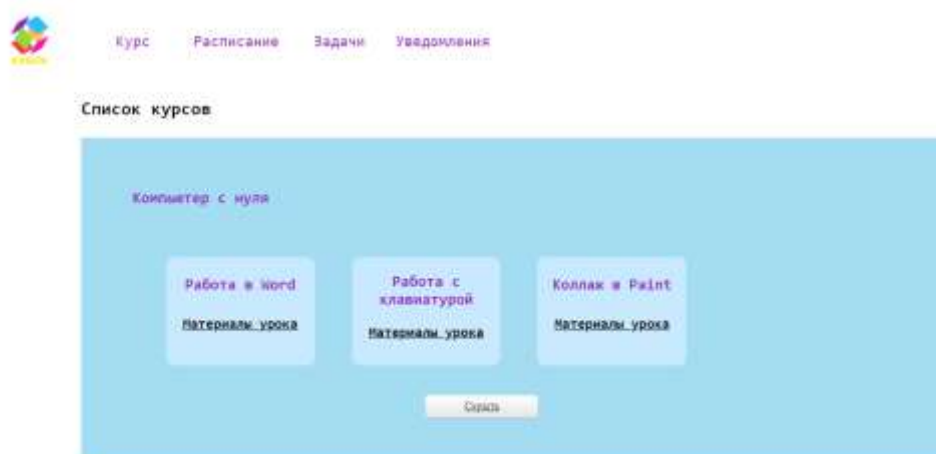 Курс Расписание Задачи Уведомления
Список курсов
Компьютер с нуля
Работа в Word
Материалы урока
Работа с
клавиатурой
Материалы урока
Коллаж в Paint
Материалы урока
Скрыть